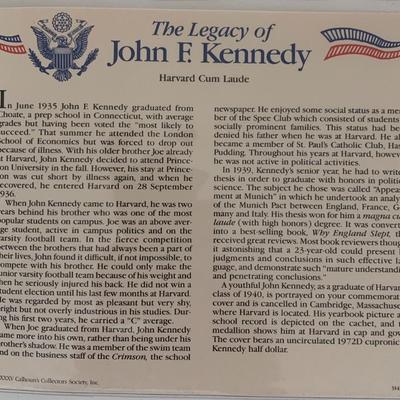 The Legacy of
John F. Kennedy
Harvard Cum Laude
In June 1935 John F. Kennedy graduated from
Choate, a prep school in Connecticut, with average
grades but having been voted the "most likely to
succeed." That summer he attended the London
School of Economics but was forced to drop out
because of illness. With his older brother Joe already
at Harvard, John Kennedy decided to attend Prince-
ton University in the fall. However, his stay at Prince-
ton was cut short by illness again, and when he
recovered, he entered Harvard on 28 September
1936.
When John Kennedy came to Harvard, he was two
years behind his brother who was one of the most
popular students on campus. Joe was an above aver-
age student, active in campus politics and on the
varsity football team. In the fierce competition
between the brothers that had always been a part of
their lives, John found it difficult, if not impossible, to
compete with his brother. He could only make the
junior varsity football team because of his weight and
then he seriously injured his back. He did not win a
student election until his last few months at Harvard.
He was regarded by most as pleasant but very shy,
bright but not overly industrious in his studies. Dur-
ing his first two years, he carried a "C" average.
When Joe graduated from Harvard, John Kennedy
came more into his own, rather than being under his
brother's shadow. He was a member of the swim team
and on the business staff of the Crimson, the school
newspaper. He enjoyed some social status as a mem-
ber of the Spee Club which consisted of students
socially prominent families. This status had been
denied his father when he was at Harvard. He also
became a member of St. Paul's Catholic Club, Hasty
Pudding. Throughout his years at Harvard, however
he was not active in political activities.
In 1939, Kennedy's senior year, he had to write
thesis in order to graduate with honors in political
science. The subject he chose was called "Appease-
ment at Munich" in which he undertook an analysis
of the Munich Pact between England, France, Ger-
many and Italy. His thesis won for him a magna cum
laude (with high honors) degree. It was converted
into a best-selling book, Why England Slept, th
received great reviews. Most book reviewers thought
it astonishing that a 23-year-old could present
judgments and conclusions in such effective lan-
guage, and demonstrate such "mature understanding
and penetrating conclusions."
A youthful John Kennedy, as a graduate of Harvard
class of 1940, is portrayed on your commemorative
cover and is cancelled in Cambridge, Massachusetts
where Harvard is located. His yearbook picture and
school record is depicted on the cachet, and the
medallion shows him at Harvard in cap and gown.
The cover bears an uncirculated 1972D cupronickel
Kennedy half dollar.
Calhoun's Collectors Society, Inc.